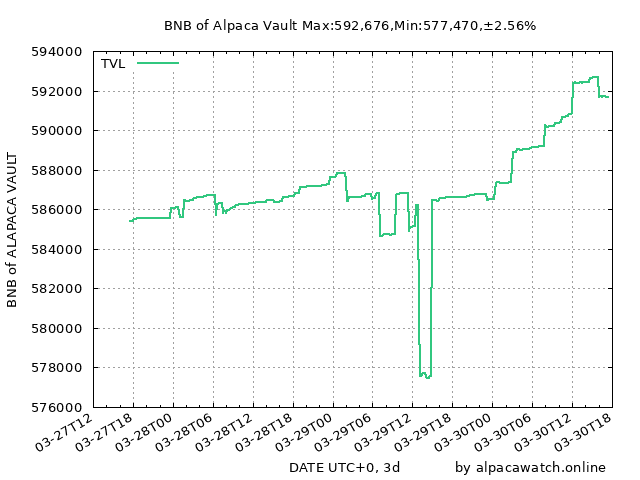 BNB of Alpaca Vault Max:592,676,Min:577,470,±2.56%
TVL
594000
592000
590000
588000
586000
584000
582000
580000
578000
576000
BNB of ALAPACA VAULT
03-27T12
03-27T18
03-28T00
03-28T06
03-28T12
03-28T18
03-29T00
03-29T06
03-29T12
03-29T18
03-30T00
03-30T06
03-30T12
03-30T18
DATE UTC+0, 3d
by alpacawatch.online